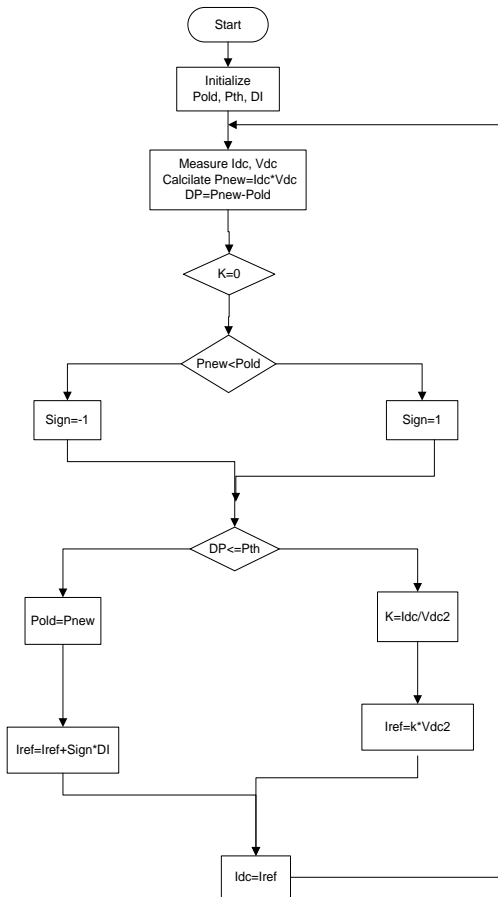 Start
Initialize
Pold, Pth, DI
Measure Idc, Vdc
Calcilate Pnew=Idc*Vdc
DP=Pnew-Pold
K=0
Pnew<Pold
Sign=-1
Sign=1
DP<=Pth
Pold=Pnew
K=Idc/Vdc2
Iref=Iref+Sign*DI
Iref=k*Vdc2
Idc=Iref